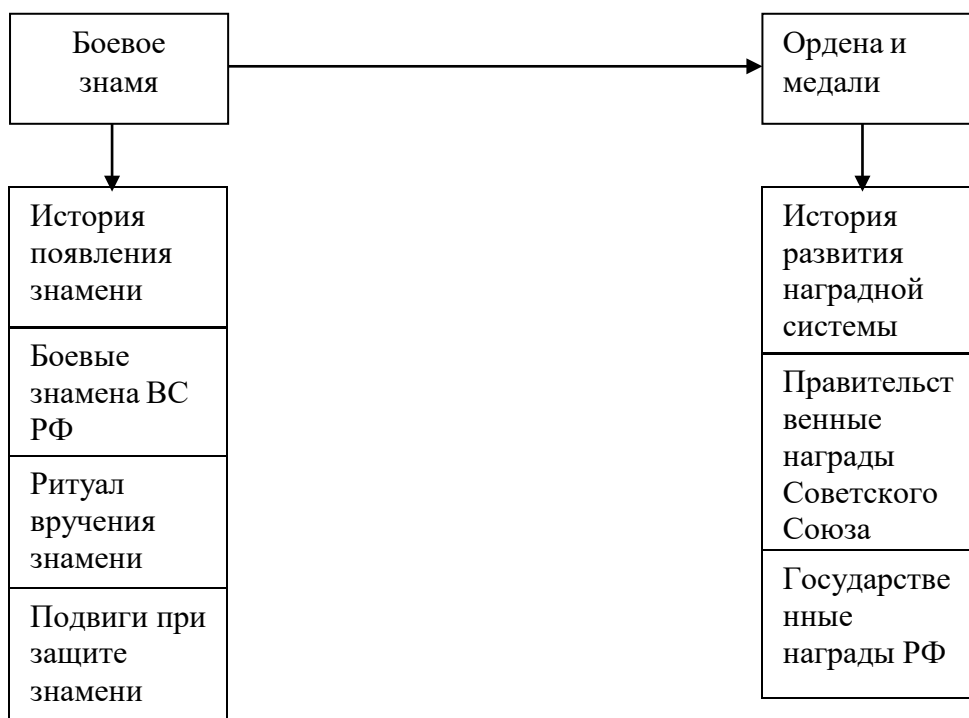 Боевое
знамя
Ордена и
медали
История
появления
знамени
Боевые
знамена ВС
РФ
Ритуал
вручения
знамени
Подвиги при
защите
знамени
История
развития
наградной
системы
Правительст
венные
награды
Советского
Союза
Государстве
нные
награды РФ